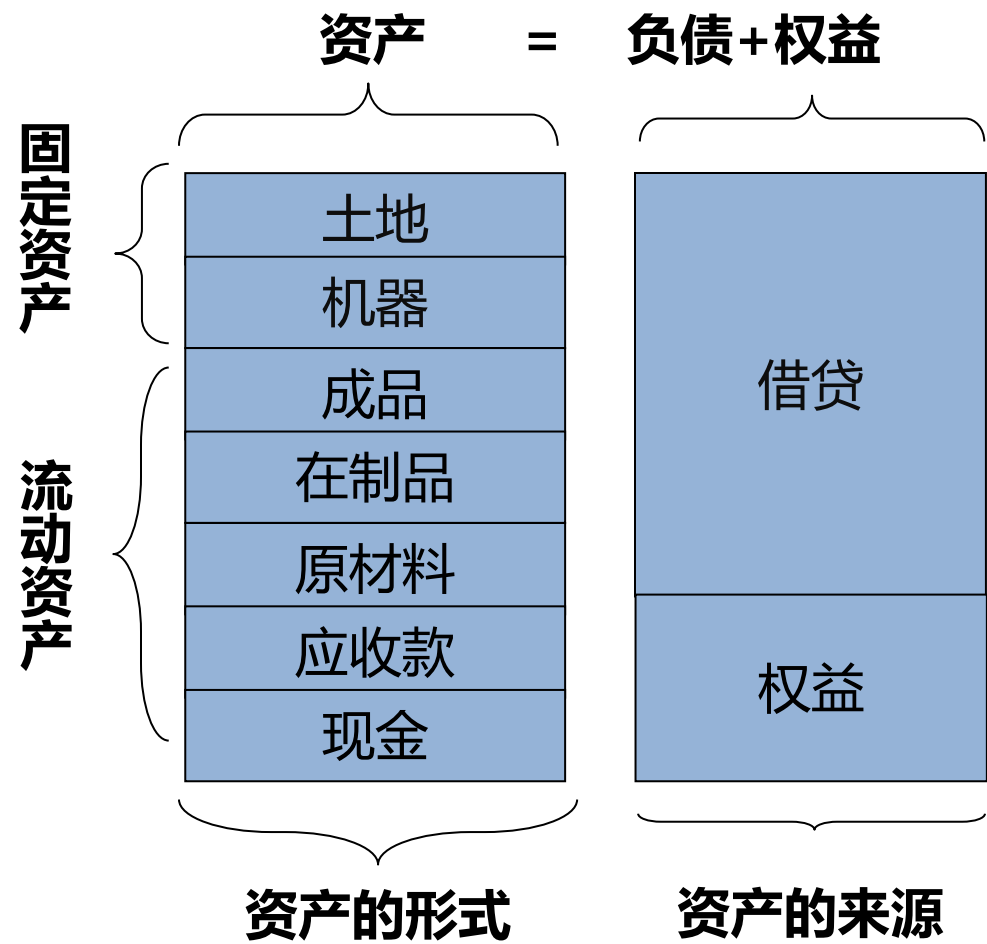 资产 = 负债+权益
固定资产
土地
机器
流动资产
成品
在制品
原材料
应收款
现金
借贷
权益
资产的形式
资产的来源